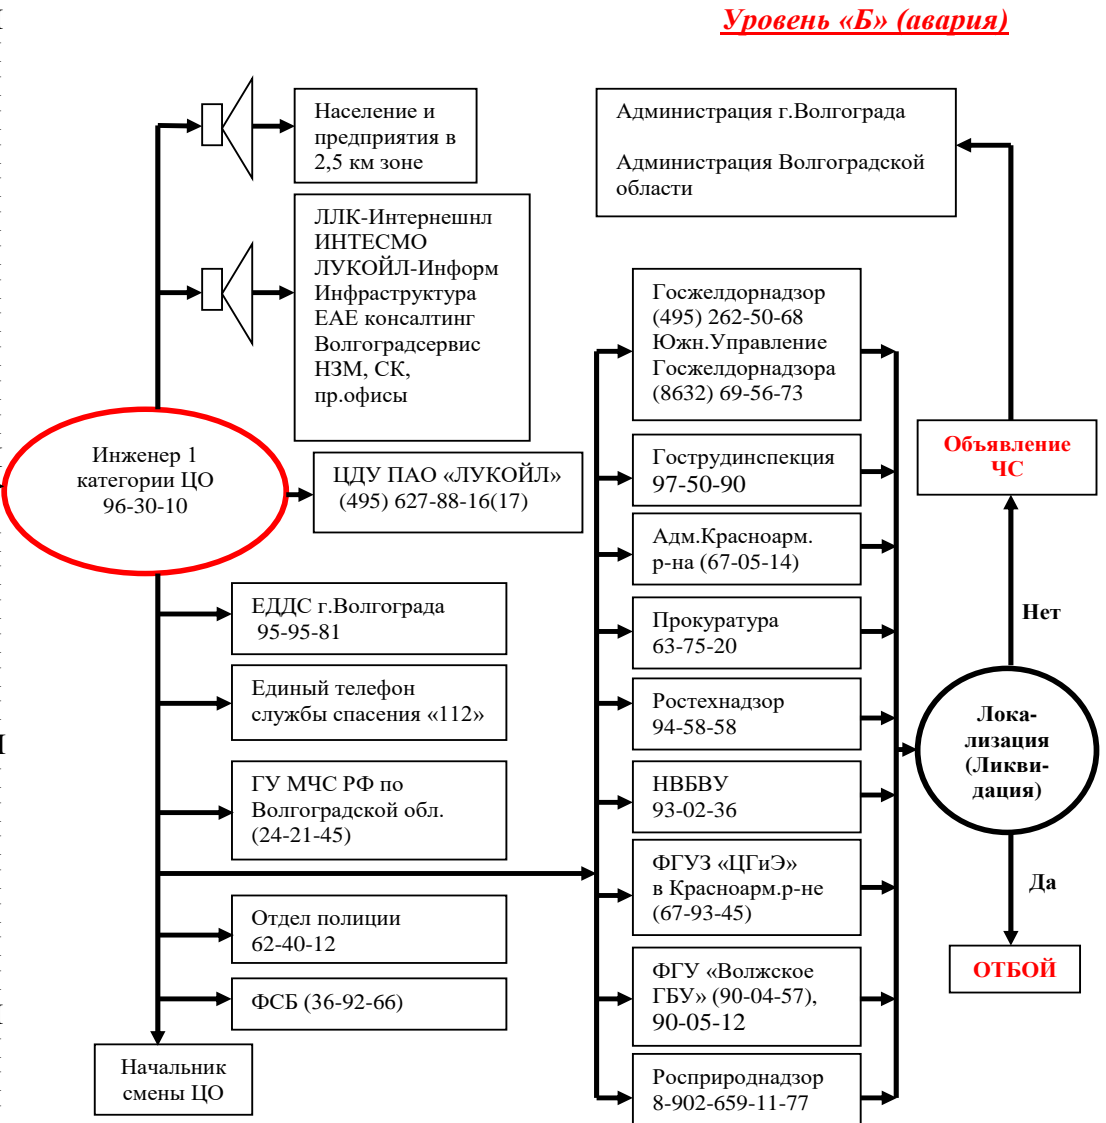 Уровень «Б» (авария)
Население и
предприятия в
2,5 км зоне
Администрация г.Волгограда
Администрация Волгоградской
области
ЛЛК-Интернешнл
ИНТЕСМО
ЛУКОЙЛ-Информ
Инфраструктура
ЕАЕ консалтинг
Волгоградсервис
НЗМ, СК,
пр.офисы
Инженер 1
категории ЦО
96-30-10
ЦДУ ПАО «ЛУКОЙЛ»
(495) 627-88-16(17)
ЕДДС г.Волгограда
95-95-81
Единый телефон
службы спасения «112»
ГУ МЧС РФ по
Волгоградской обл.
(24-21-45)
Отдел полиции
62-40-12
ФСБ (36-92-66)
Начальник
смены ЦО
Госжелдорнадзор
(495) 262-50-68
Южн.Управление
Госжелдорнадзора
(8632) 69-56-73
Гострудинспекция
97-50-90
Адм.Красноарм.
р-на (67-05-14)
Прокуратура
63-75-20
Ростехнадзор
94-58-58
НВБВУ
93-02-36
ФГУЗ «ЦГиЭ»
в Красноарм.р-не
(67-93-45)
ФГУ «Волжское
ГБУ» (90-04-57),
90-05-12
Росприроднадзор
8-902-659-11-77
Объявление
ЧС
Нет
Лока-
лизация
(Ликви-
дация)
Да
ОТБОЙ